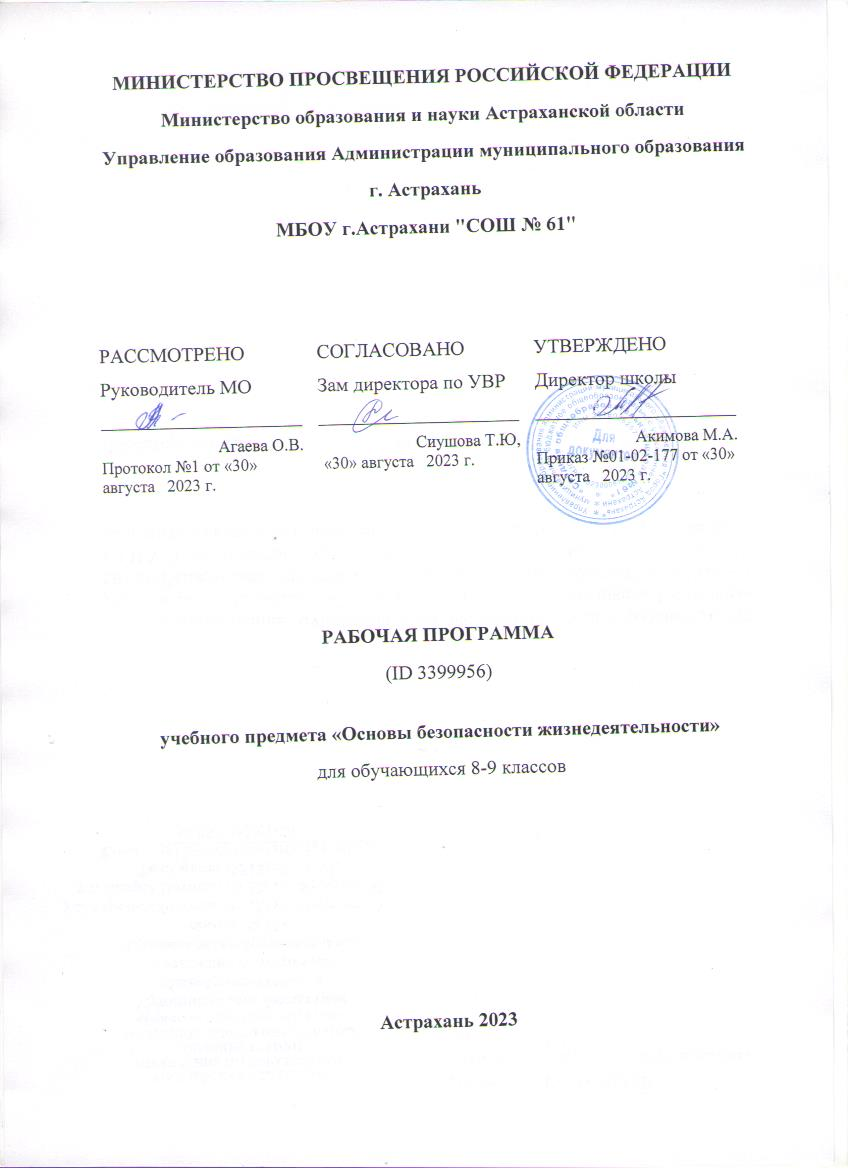 МИНИСТЕРСТВО ПРОСВЕЩЕНИЯ РОССИЙСКОЙ ФЕДЕРАЦИИ
Министерство образования и науки Астраханской области
Управление образования Администрации муниципального образования
г. Астрахань
МБОУ г.Астрахани "СОШ № 61"
РАССМОТРЕНО
Руководитель МО
Агаева О.В.
Протокол №1 от «30»
августа 2023 г.
СОГЛАСОВАНО
Зам директора по УВР
Сиушова Т.Ю,
«30» августа 2023 г.
УТВЕРЖДЕНО
Директор школы
Акимова М.А.
Приказ №01-02-177 от «30»
августа 2023 г.
Для
РАБОЧАЯ ПРОГРАММА
(ID 3399956)
учебного предмета «Основы безопасности жизнедеятельности»
для обучающихся 8-9 классов
Астрахань 2023